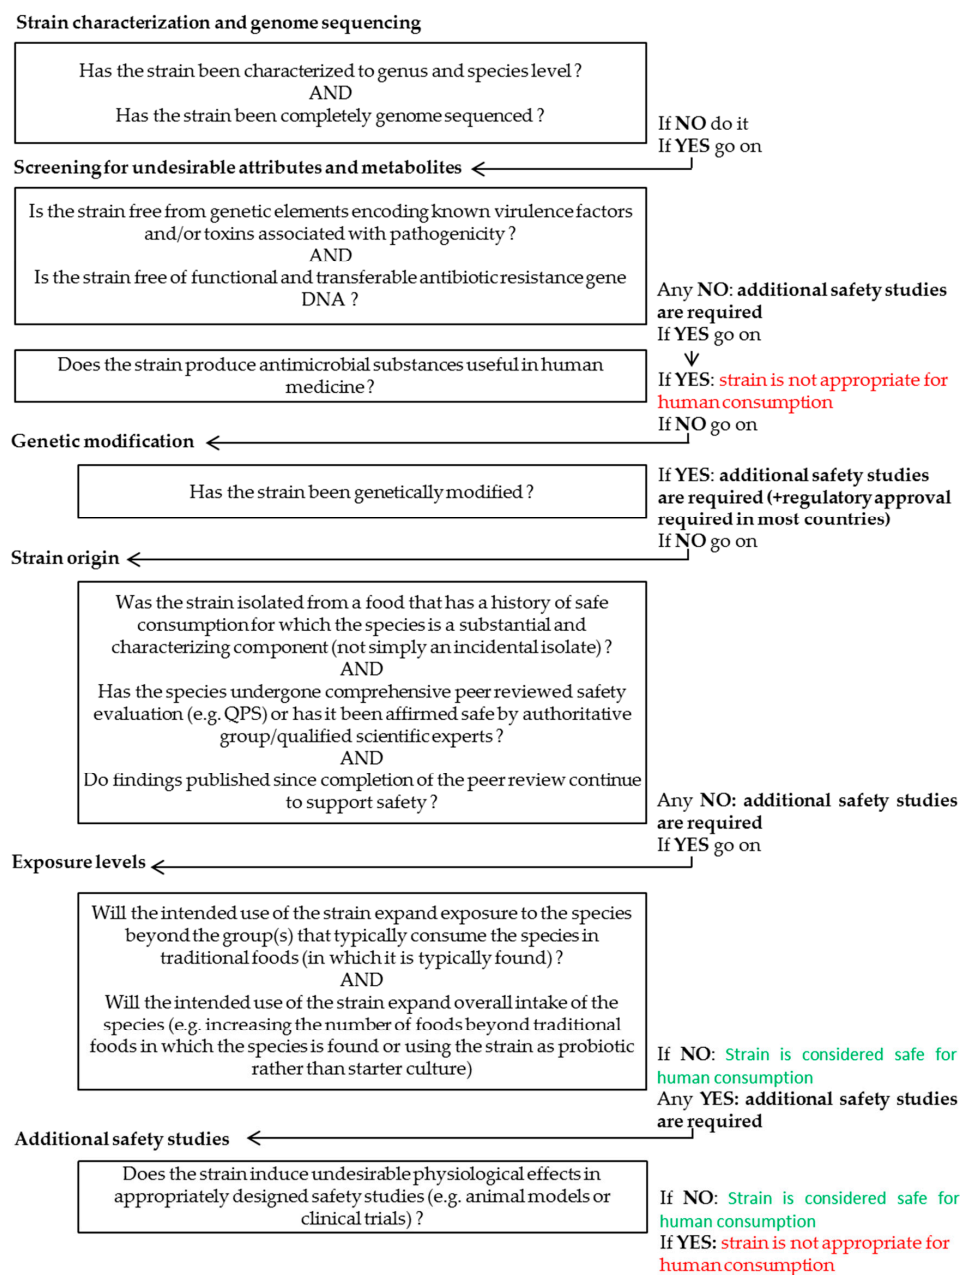 Strain characterization and genome sequencing
Has the strain been characterized to genus and species level ?
AND
Has the strain been completely genome sequenced ?
If NO do it
If YES go on
Screening for undesirable attributes and metabolites
Is the strain free from genetic elements encoding known virulence factors
and/or toxins associated with pathogenicity ?
AND
Is the strain free of functional and transferable antibiotic resistance gene
DNA ?
Any NO: additional safety studies
are required
If YES go on
Does the strain produce antimicrobial substances useful in human
medicine ?
If YES: strain is not appropriate for
human consumption
If NO go on
Genetic modification
Has the strain been genetically modified ?
If YES: additional safety studies
are required (+regulatory approval
required in most countries)
If NO go on
Strain origin
Was the strain isolated from a food that has a history of safe
consumption for which the species is a substantial and
characterizing component (not simply an incidental isolate) ?
AND
Has the species undergone comprehensive peer reviewed safety
evaluation (e.g. QPS) or has it been affirmed safe by authoritative
group/qualified scientific experts ?
AND
Do findings published since completion of the peer review continue
to support safety ?
Any NO: additional safety studies
are required
If YES go on
Exposure levels
Will the intended use of the strain expand exposure to the species
beyond the group(s) that typically consume the species in
traditional foods (in which it is typically found) ?
AND
Will the intended use of the strain expand overall intake of the
species (e.g. increasing the number of foods beyond traditional
foods in which the species is found or using the strain as probiotic
rather than starter culture)
If NO: Strain is considered safe for
human consumption
Any YES: additional safety studies
are required
Additional safety studies
Does the strain induce undesirable physiological effects in
appropriately designed safety studies (e.g. animal models or
clinical trials) ?
If NO: Strain is considered safe for
human consumption
If YES: strain is not appropriate for
human consumption